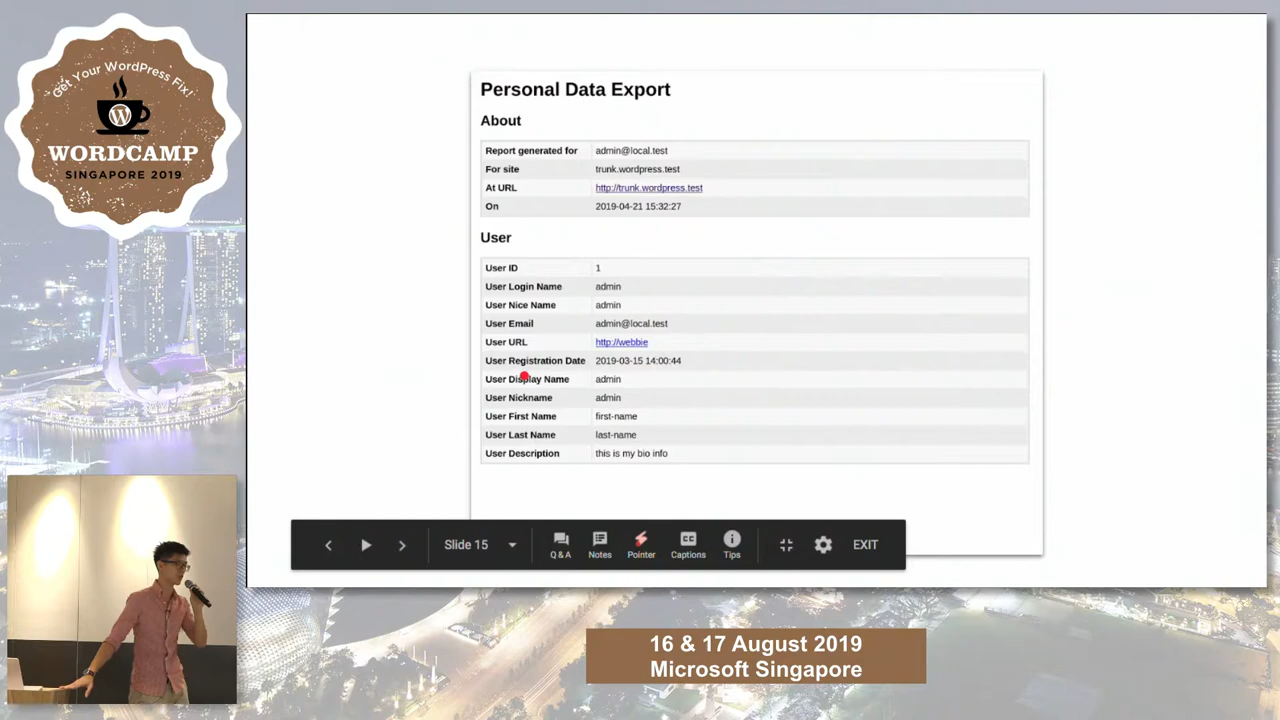 Get Your WordPress Fix!
WORDCAMP
SINGAPORE 2019
Personal Data Export
About
Report generated for admin@local.test
For site trunk.wordpress.test
At URL http://trunk.wordpress.test
On 2019-04-21 15:32:27
User
User ID 1
User Login Name admin
User Nice Name admin
User Email admin@local.test
User URL http://webbie
User Registration Date 2019-03-15 14:00:44
User Display Name admin
User Nickname admin
User First Name first-name
User Last Name last-name
User Description this is my bio info
Slide 15
Q & A
Notes
Pointer
Captions
Tips
EXIT
16 & 17 August 2019
Microsoft Singapore